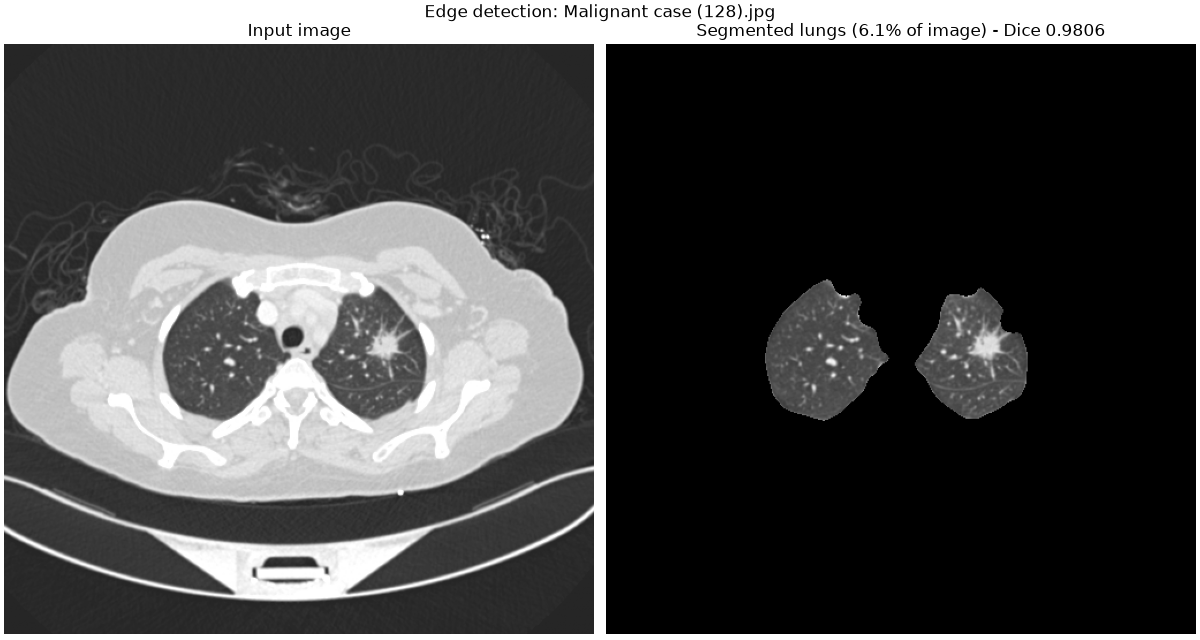 Edge detection: Malignant case (128).jpg
Input image
Segmented lungs (6.1% of image) - Dice 0.9806